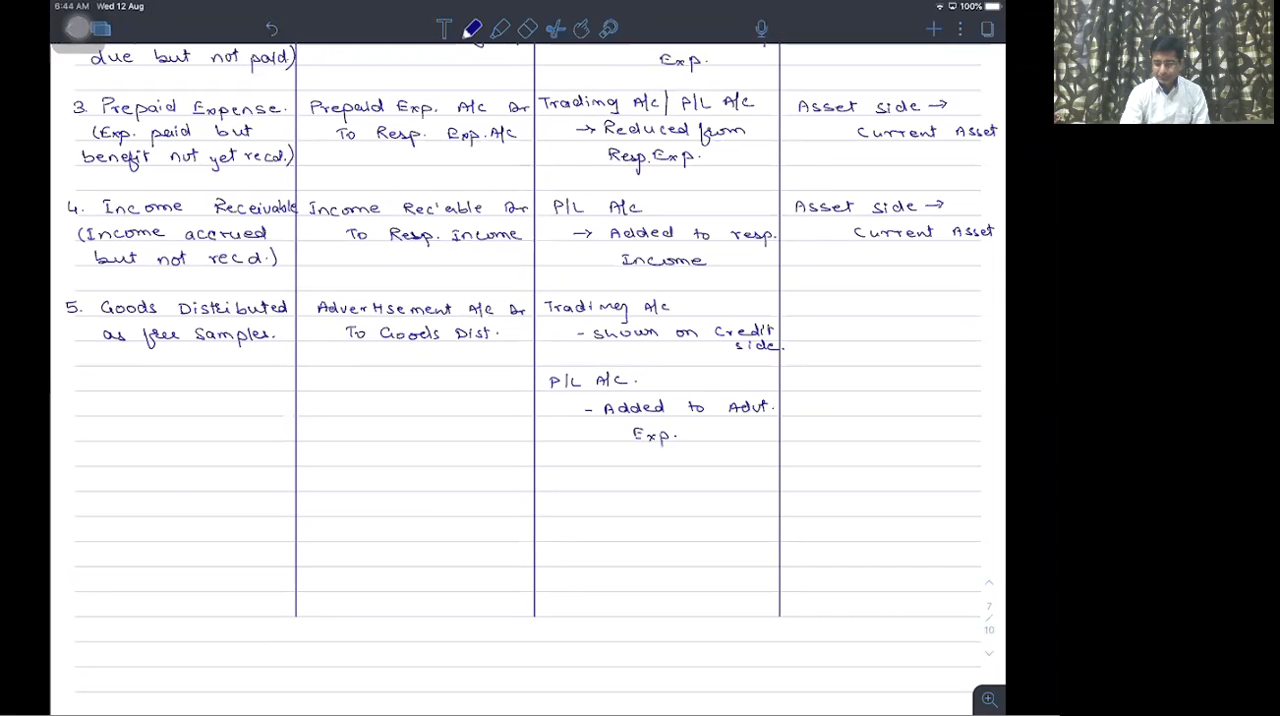 6:44 AM Wed 12 Aug
100%
due but not paid)
Exp.
3. Prepaid Expense.
(Exp. paid but
benefit not yet recd.)
Prepaid Exp. A/c Dr
To Resp. Exp. A/c
Trading A/c | P/L A/c
→ Reduced from
Resp. Exp.
Asset side →
Current Asset
4. Income Receivable
(Income accrued
but not recd.)
Income Rec'eable Dr
To Resp. Income
P/L A/c
→ Added to resp.
Income
Asset side →
Current Asset
5. Goods Distributed
as free samples.
Advertisement A/c Dr
To Goods Dist.
Trading A/c
- shown on credit
side.
P/L A/c.
- Added to Advt.
Exp.
7
/
10